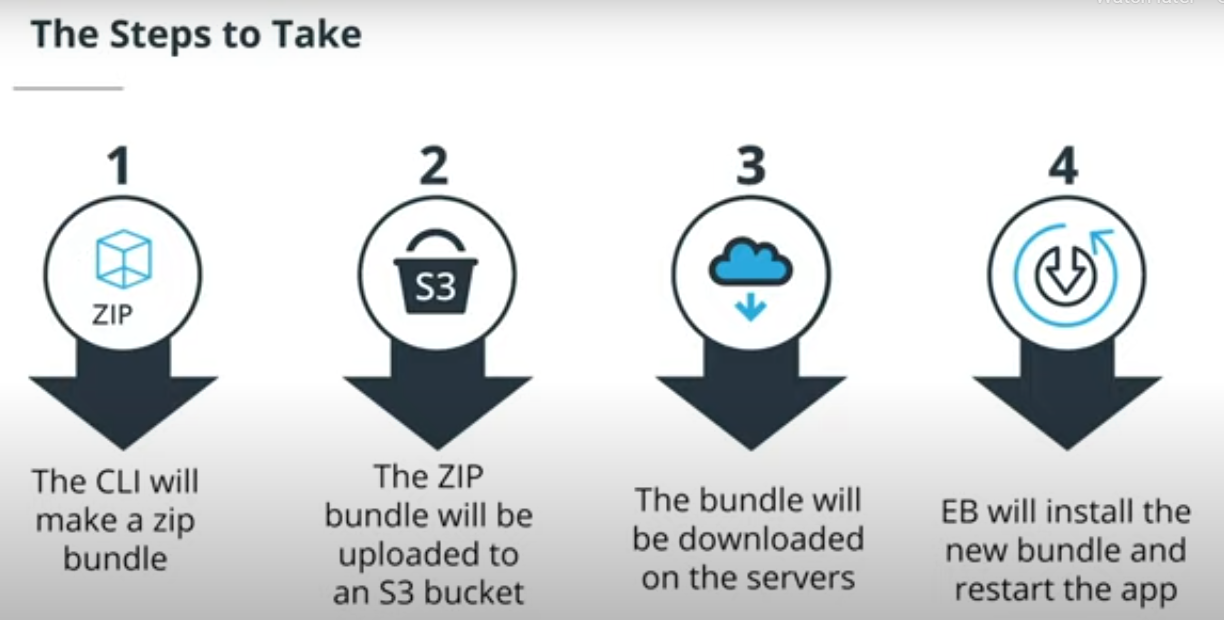 The Steps to Take
1
ZIP
The CLI will
make a zip
bundle
2
S3
The ZIP
bundle will be
uploaded to
an S3 bucket
3
The bundle will
be downloaded
on the servers
4
EB will install the
new bundle and
restart the app